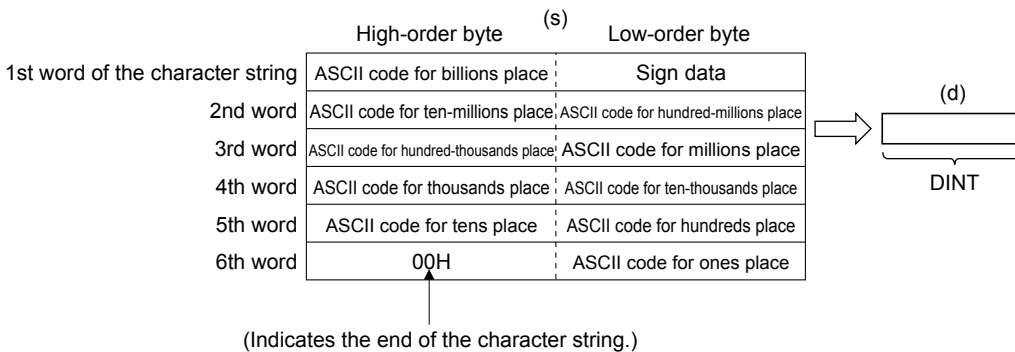 (s)
High-order byte Low-order byte
1st word of the character string ASCII code for billions place Sign data
2nd word ASCII code for ten-millions place ASCII code for hundred-millions place
3rd word ASCII code for hundred-thousands place ASCII code for millions place
4th word ASCII code for thousands place ASCII code for ten-thousands place
5th word ASCII code for tens place ASCII code for hundreds place
6th word 00H ASCII code for ones place
(d)
DINT
(Indicates the end of the character string.)